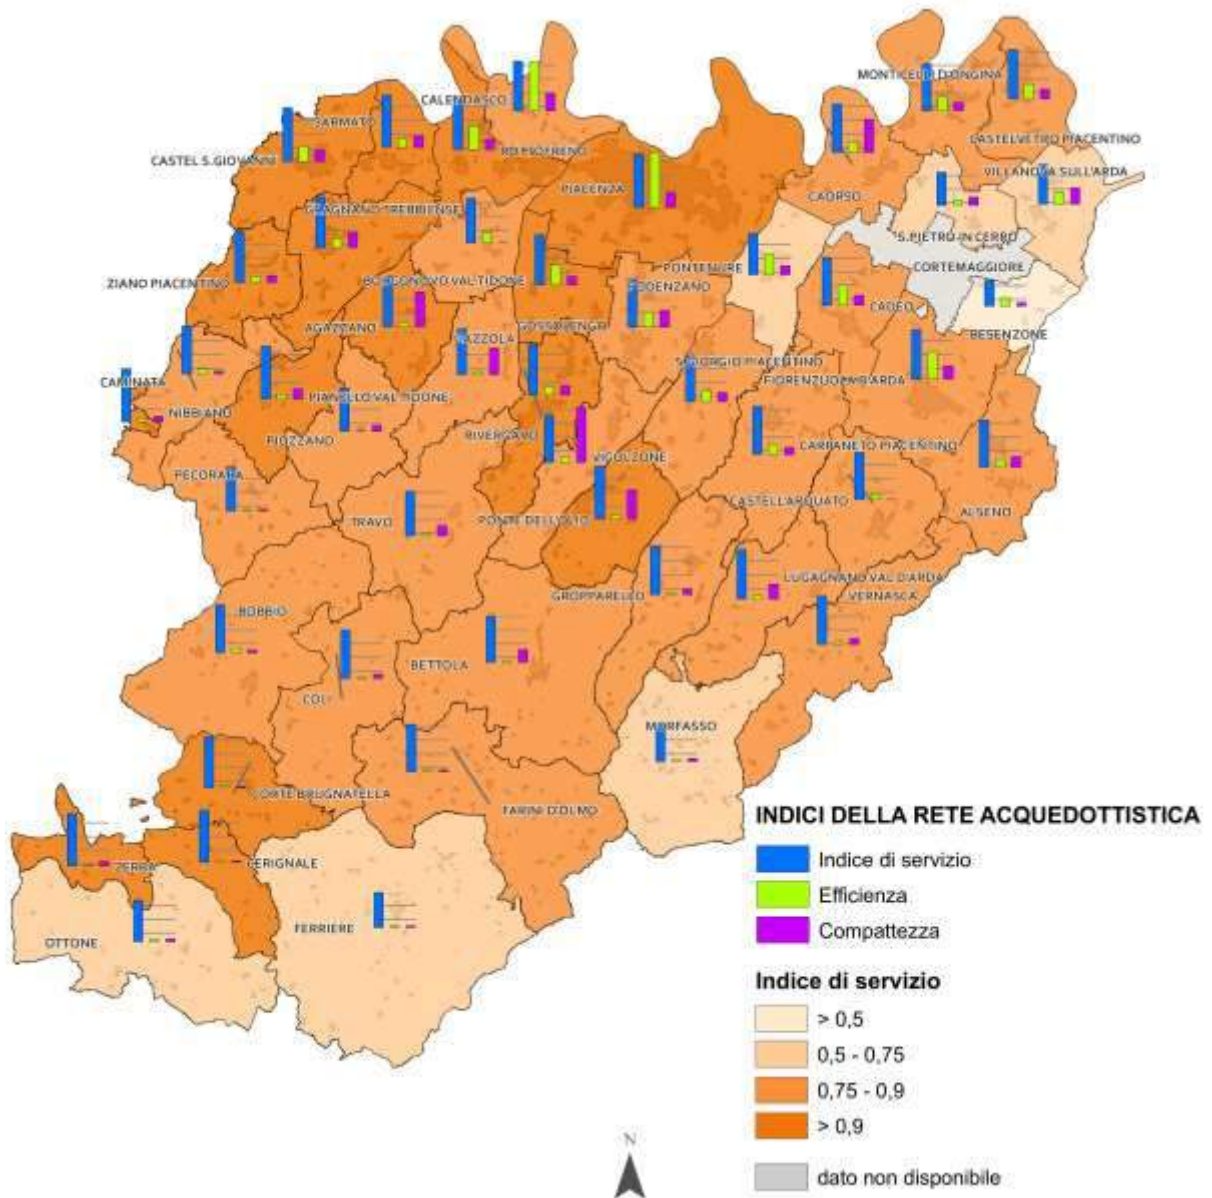 MONTICELLI D'ONGINA
CALENDASCO
SARMATO
CASTELVETRO PIACENTINO
ROTTOFRENO
CASTEL S.GIOVANNI
VILLANOVA SULL'ARDA
PIACENZA
CAORSO
GRAGNANO TREBBIENSE
S.PIETRO IN CERRO
PONTENURE
CORTEMAGGIORE
ZIANO PIACENTINO
BORGONOVO VAL TIDONE
PODENZANO
CADEO
AGAZZANO
GOSSOLENGO
BESENZONE
GAZZOLA
S.GIORGIO PIACENTINO
CAMINATA
FIORENZUOLA D'ARDA
PIANELLO VAL TIDONE
NIBBIANO
RIVERGARO
PIOZZANO
CARPANETO PIACENTINO
VIGOLZONE
PECORARA
CASTELL'ARQUATO
TRAVO
PONTE DELL'OLIO
ALSENO
LUGAGNANO VAL D'ARDA
GROPPARELLO
VERNASCA
BOBBIO
BETTOLA
COLI
MORFASSO
CORTE BRUGNATELLA
FARINI D'OLMO
ZERBA
CERIGNALE
FERRIERE
OTTONE
INDICI DELLA RETE ACQUEDOTTISTICA
Indice di servizio
Efficienza
Compattezza
Indice di servizio
> 0,5
0,5 - 0,75
0,75 - 0,9
> 0,9
dato non disponibile
N